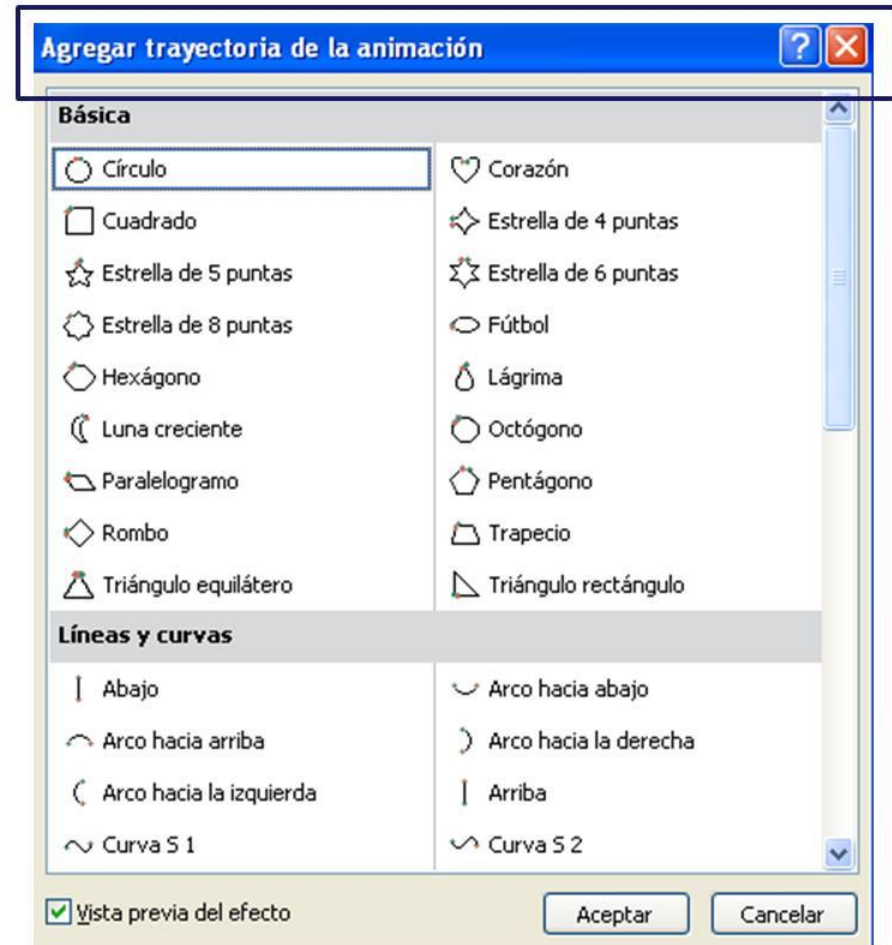 Agregar trayectoria de la animación
Básica
Círculo Corazón
Cuadrado Estrella de 4 puntas
Estrella de 5 puntas Estrella de 6 puntas
Estrella de 8 puntas Fútbol
Hexágono Lágrima
Luna creciente Octógono
Paralelogramo Pentágono
Rombo Trapecio
Triángulo equilátero Triángulo rectángulo
Líneas y curvas
Abajo Arco hacia abajo
Arco hacia arriba Arco hacia la derecha
Arco hacia la izquierda Arriba
Curva S 1 Curva S 2
Vista previa del efecto Aceptar Cancelar